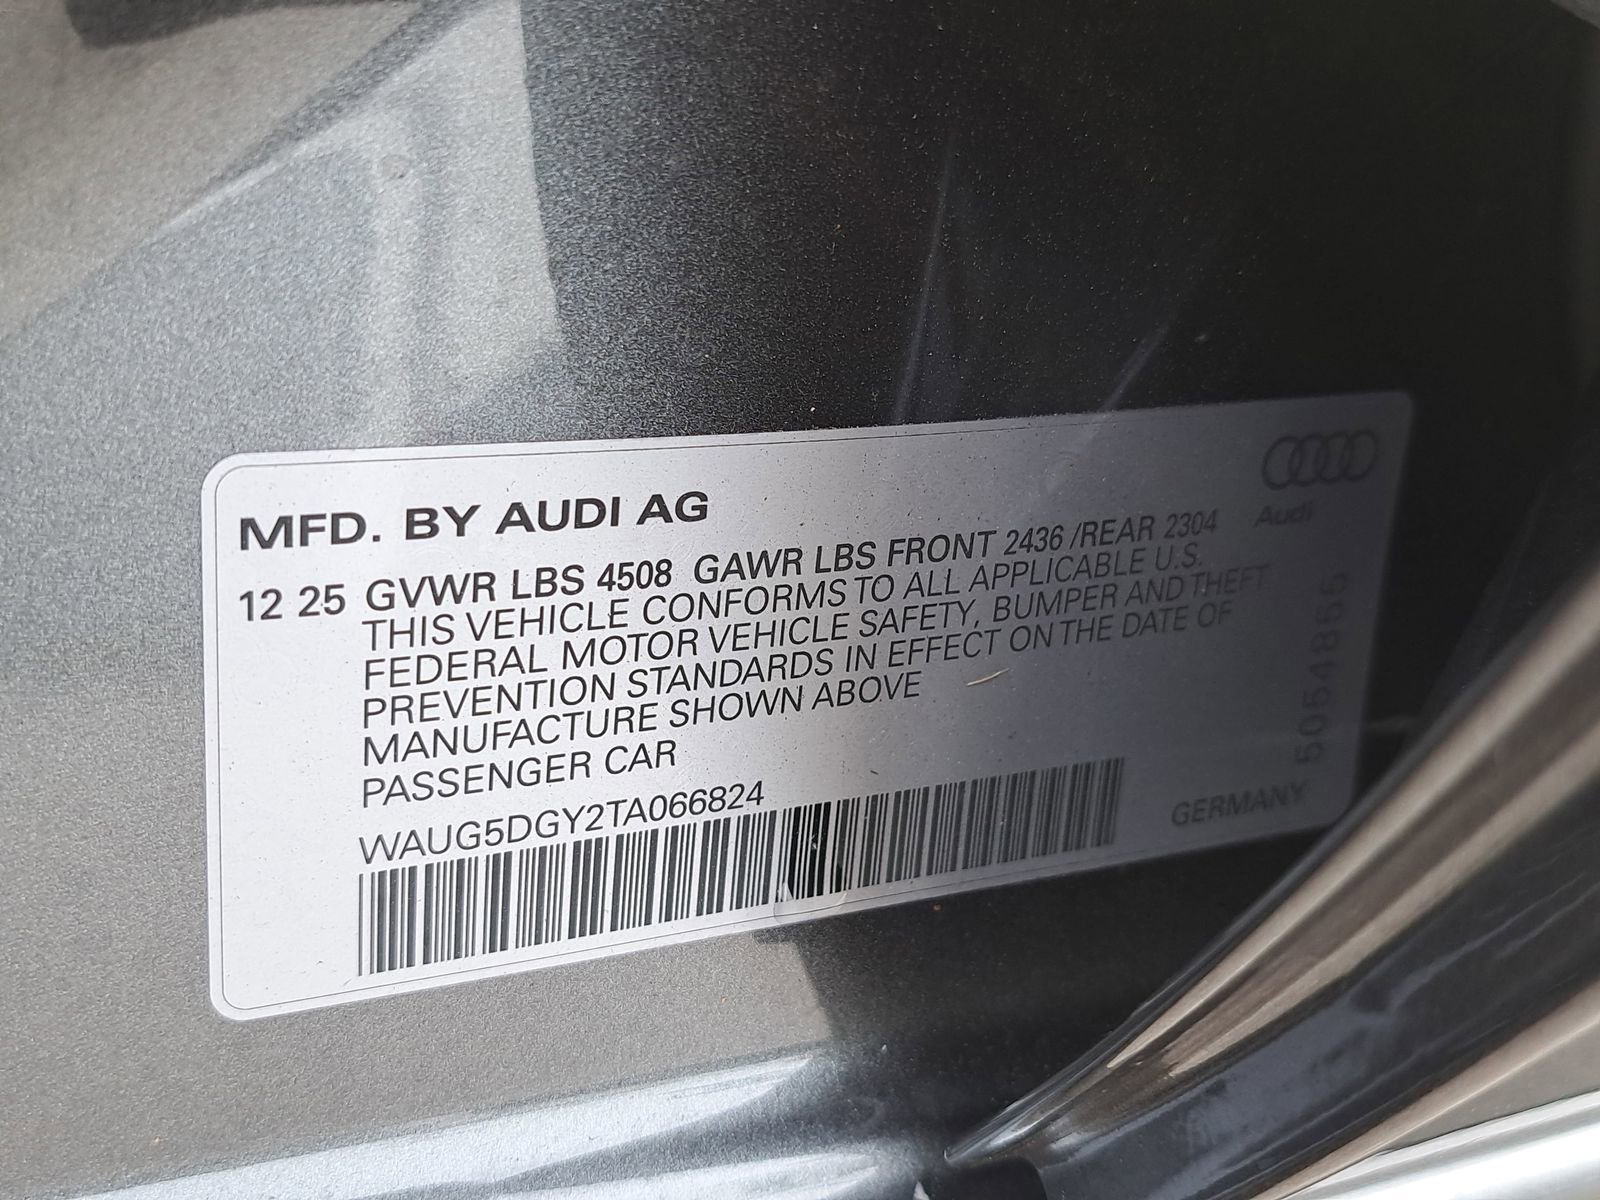 MFD. BY AUDI AG
Audi
12 25 GVWR LBS 4508 GAWR LBS FRONT 2436 /REAR 2304
THIS VEHICLE CONFORMS TO ALL APPLICABLE U.S.
FEDERAL MOTOR VEHICLE SAFETY, BUMPER AND THEFT
PREVENTION STANDARDS IN EFFECT ON THE DATE OF
MANUFACTURE SHOWN ABOVE
PASSENGER CAR
WAUG5DGY2TA066824
GERMANY
5054855